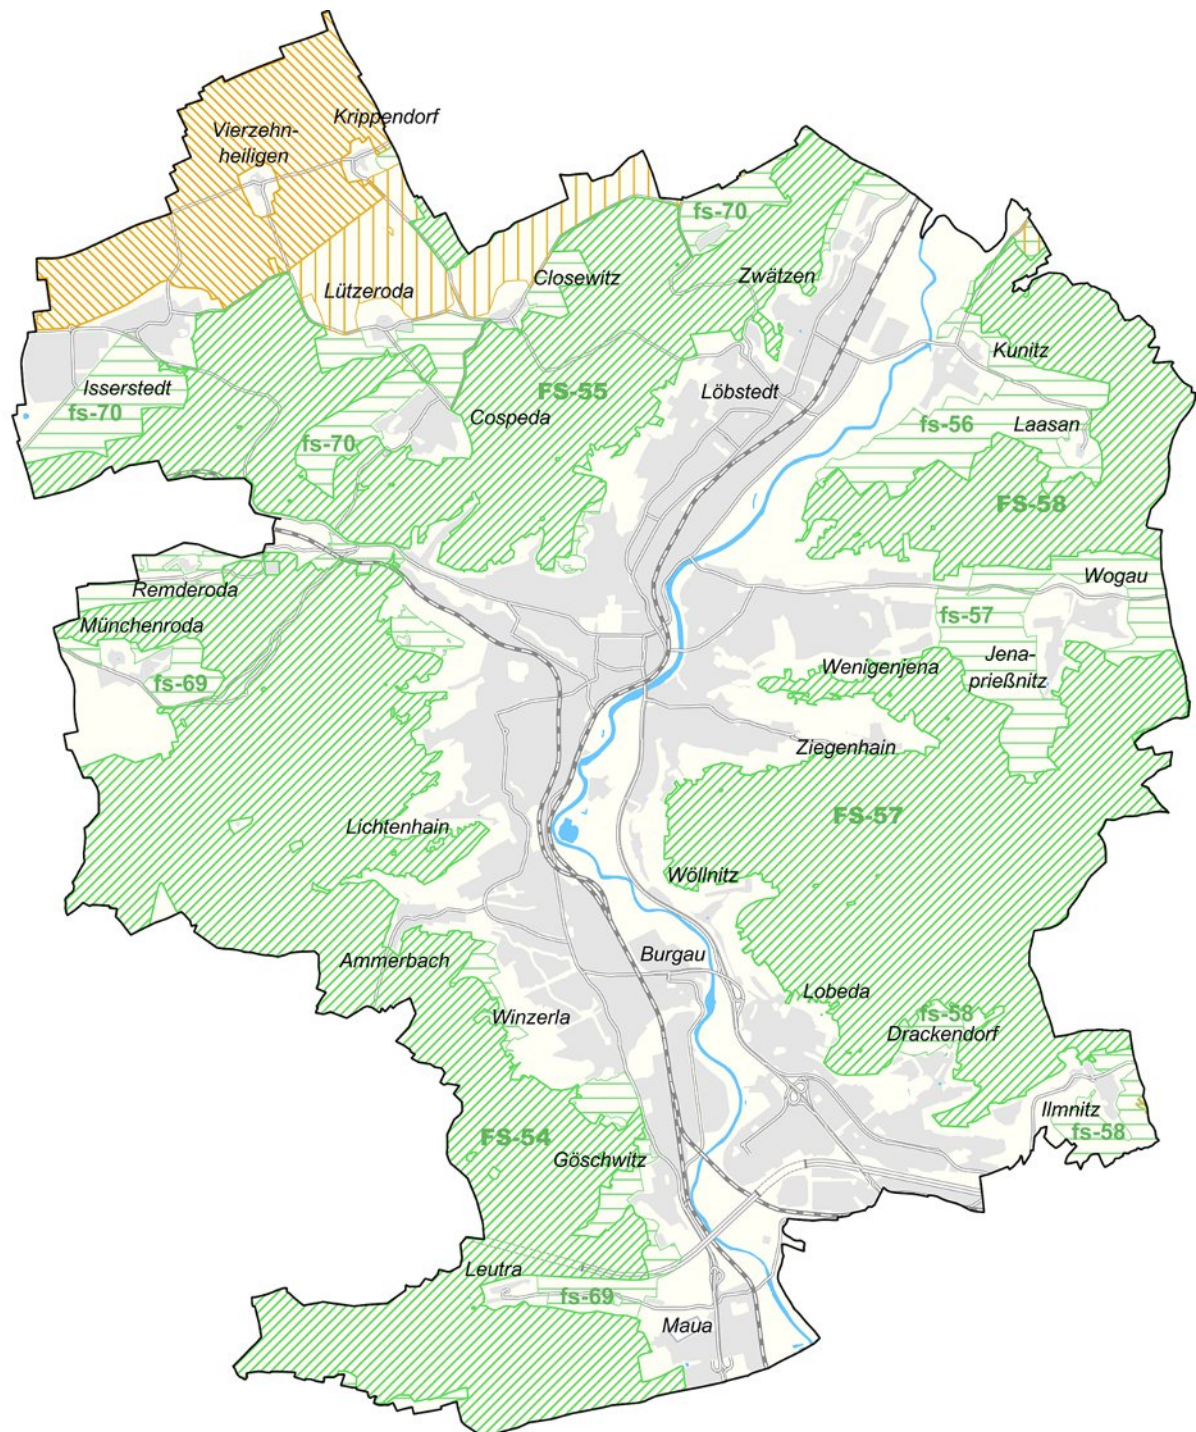 Krippendorf
Vierzehn-
heiligen
fs-70
Closewitz
Zwätzen
Lützeroda
Kunitz
Isserstedt
fs-70
FS-55
Löbstedt
Cospeda
fs-70
fs-56
Laasan
FS-58
Wogau
Remderoda
fs-57
Münchenroda
fs-69
Wenigenjena
Jena-
prießnitz
Ziegenhain
FS-57
Lichtenhain
Wöllnitz
Ammerbach
Burgau
Lobeda
Winzerla
fs-58
Drackendorf
Ilmnitz
fs-58
FS-54
Göschwitz
Leutra
fs-69
Maua